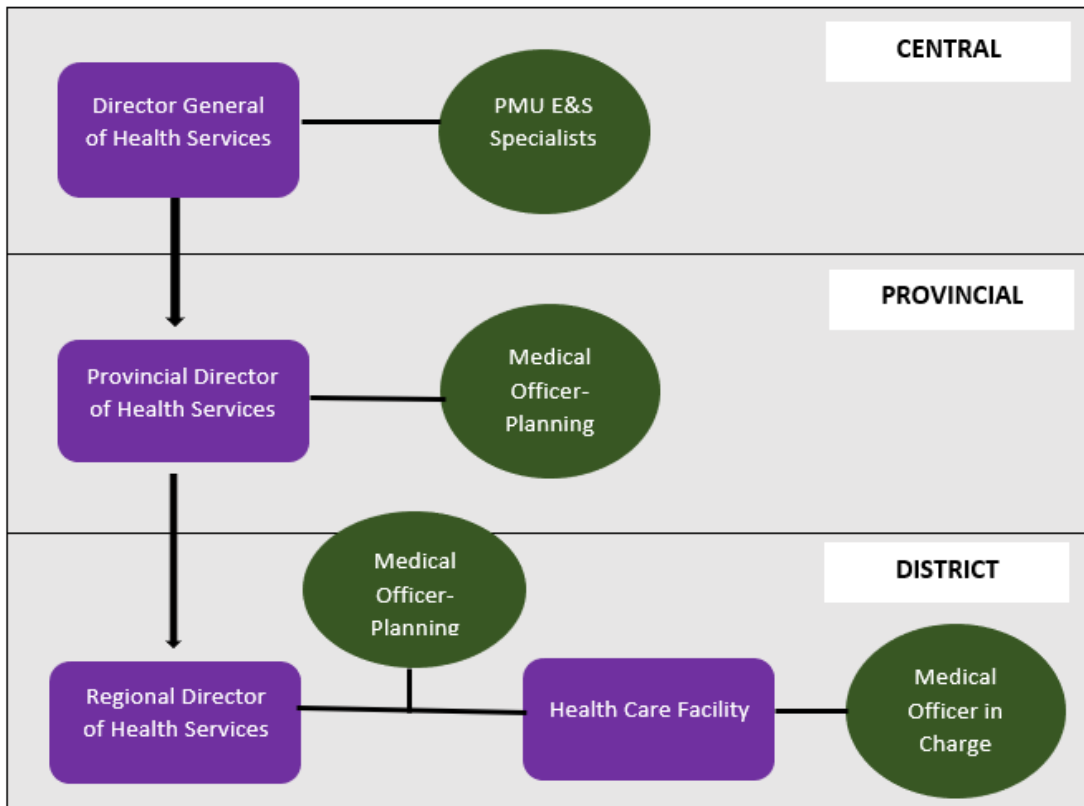 CENTRAL
Director General
of Health Services
PMU E&S
Specialists
PROVINCIAL
Provincial Director
of Health Services
Medical
Officer-
Planning
DISTRICT
Medical
Officer-
Planning
Regional Director
of Health Services
Health Care Facility
Medical
Officer in
Charge